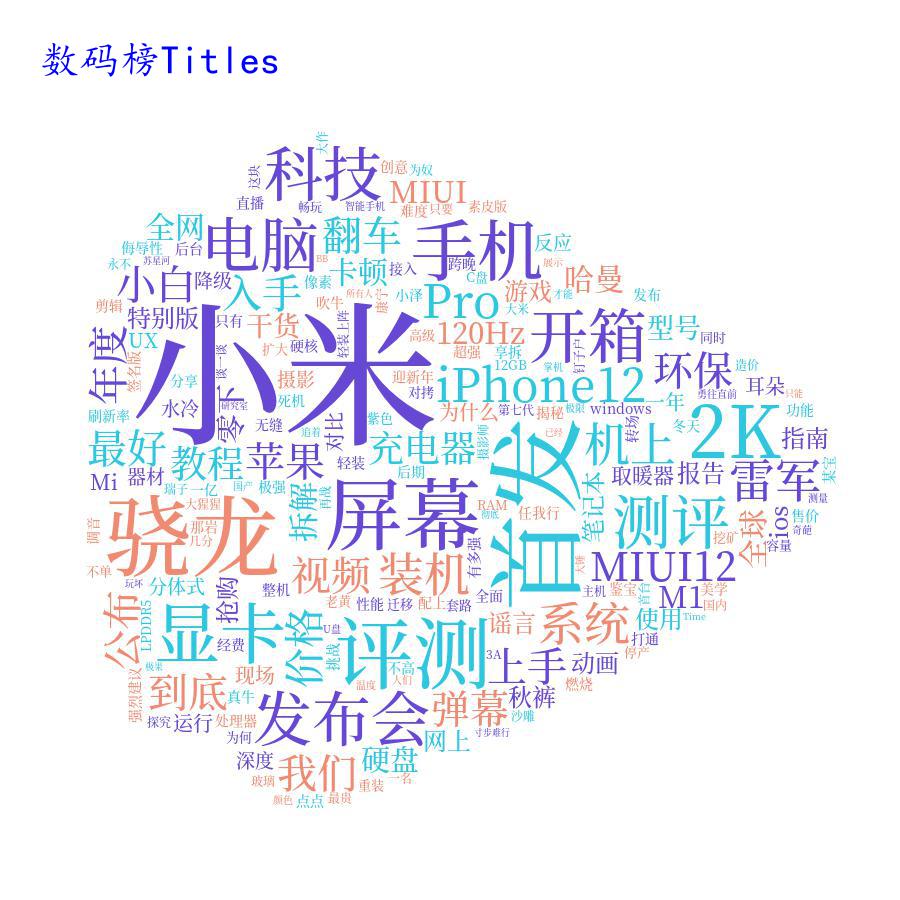 数码榜Titles
大作
科技
创意
为奴
这块
MIUI
直播
畅玩
智能手机
难度
只要
素皮版
全网
电脑
翻车
手机
反应
侮辱性
后台
BB
跨晚
展示
永不
苏星河
卡顿
接入
C盘
哈曼
小白
降级
入手
像素
所有人
康宁
小泽
Pro
游戏
才能
发布
剪辑
特别版
只有
干货
吹牛
大米
年度
UX
小米
硬核
轻装上阵
高级
120Hz
开箱
型号
同时
签名版
谈一谈
扩大
超强
享拆
钉子户
环保
造价
分享
摄影
迎新年
12GB
掌机
iPhone12
耳朵
只能
水冷
零下
研究室
死机
对拷
一年
勇往直前
刷新率
无缝
对比
紫色
为什么
第七代
揭秘
极限
windows
功能
最好
追着
充电器
摄影师
已经
首发
机上
转场
冬天
2K
指南
Mi
器材
教程
苹果
轻装
后期
取暖器
报告
雷军
某宝
瑞子
一亿
极强
国产
再战
拆解
屏幕
RAM
彻底
任我行
笔记本
测评
测量
骁龙
大猩猩
那岩
几分
调音
挖矿
全球
ios
售价
奇葩
容量
不单
玩坏
分体式
整机
视频
装机
有多强
大锤
MIUI12
LPDDR5
抢购
老黄
性能
迁移
配上
套路
全面
主机
鉴宝
首台
M1
美学
国内
公布
显卡
经费
价格
U盘
挑战
评测
谣言
系统
使用
Time
打通
停产
极果
强烈建议
到底
现场
真牛
温度
不高
人们
3A
上手
动画
燃烧
探究
运行
处理器
为何
发布会
弹幕
秋裤
沙雕
寸步难行
网上
深度
玻璃
我们
硬盘
重装
一名
颜色
点点
最贵